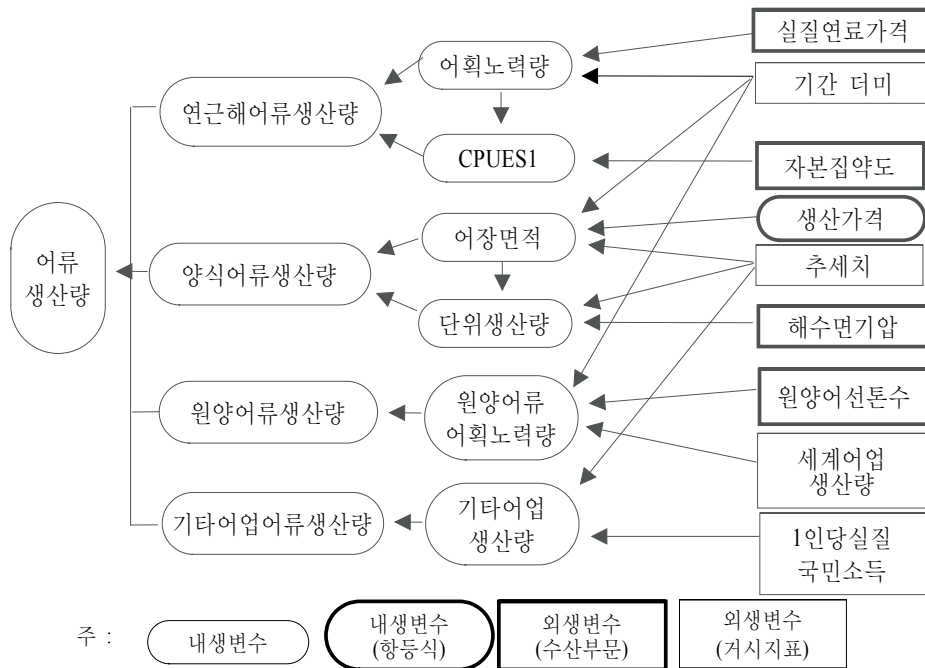 실질연료가격
어획노력량
기간 더미
연근해어류생산량
CPUES1
자본집약도
생산가격
어장면적
어류
생산량
양식어류생산량
추세치
단위생산량
해수면기압
원양어류생산량
원양어류
어획노력량
원양어선톤수
세계어업
생산량
기타어업어류생산량
기타어업
생산량
1인당실질
국민소득
주 :
내생변수
내생변수
(항등식)
외생변수
(수산부문)
외생변수
(거시지표)